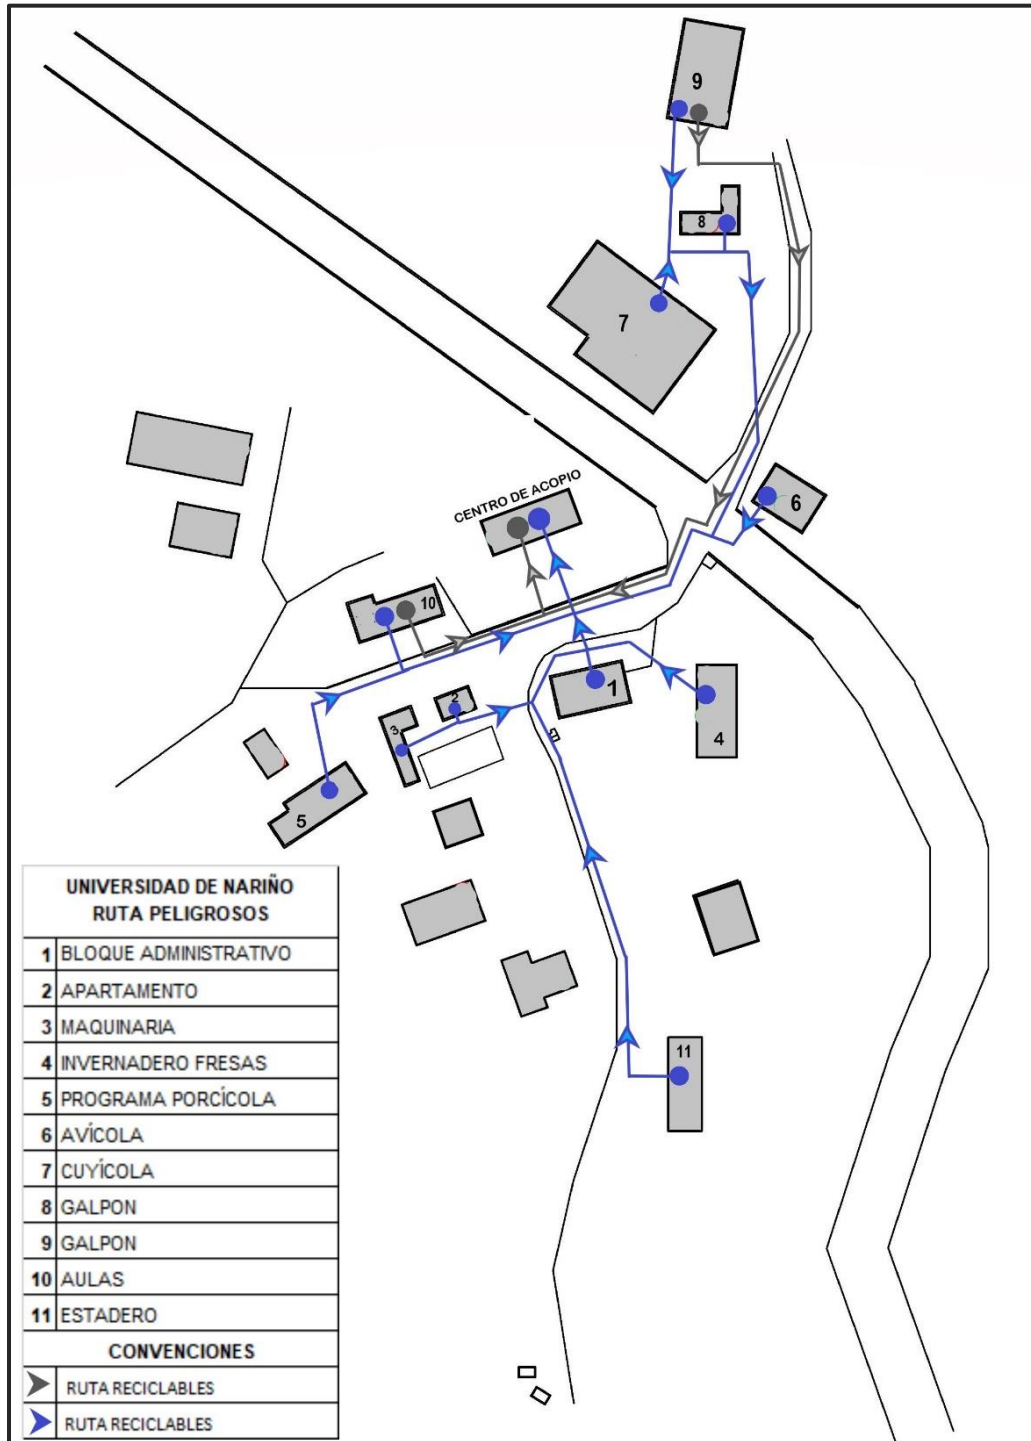 9
8
7
CENTRO DE ACOPIO
6
10
1
2
3
4
5
11
UNIVERSIDAD DE NARIÑO
RUTA PELIGROSOS
1 BLOQUE ADMINISTRATIVO
2 APARTAMENTO
3 MAQUINARIA
4 INVERNADERO FRESAS
5 PROGRAMA PORCÍCOLA
6 AVÍCOLA
7 CUYÍCOLA
8 GALPON
9 GALPON
10 AULAS
11 ESTADERO
CONVENCIONES
RUTA RECICLABLES
RUTA RECICLABLES